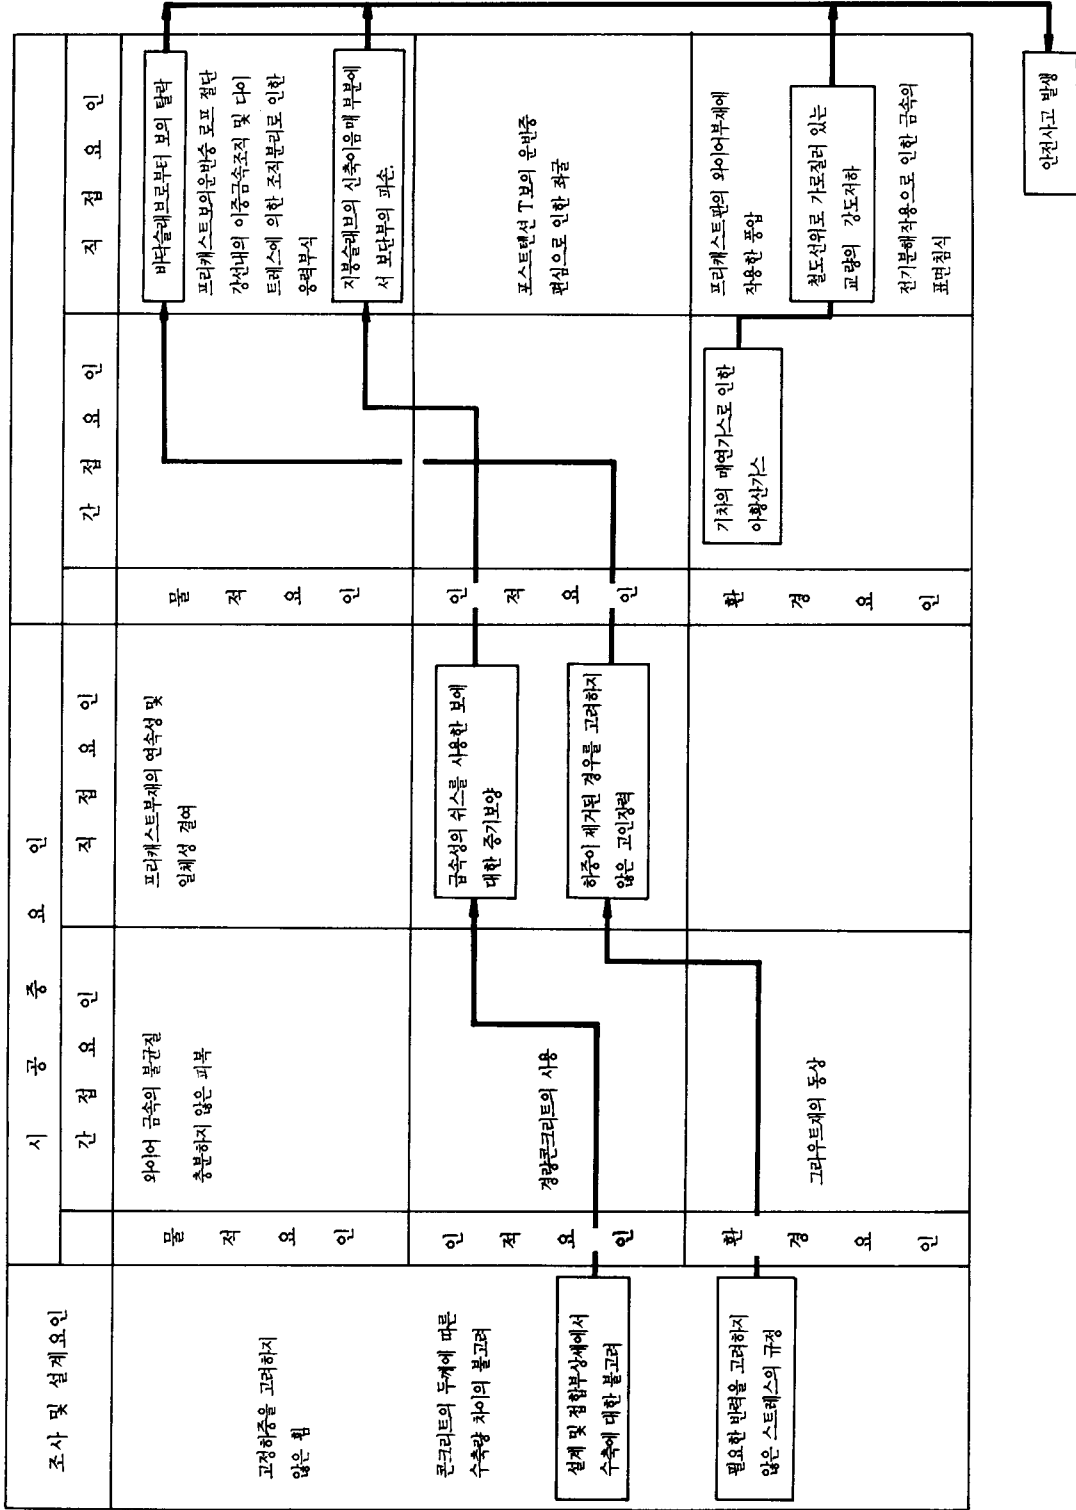 조사 및 설계요인
시 공 중 요 인
간 접 요 인
직 접 요 인
간 접 요 인
직 접 요 인
고정하중을 고려하지
않은 휨
콘크리트의 두께에 따른
수축량 차이의 불고려
설계 및 접합부상세에서
수축에 대한 불고려
필요한 반력을 고려하지
않은 스트레스의 규정
물 적 요 인
인 적 요 인
환 경 요 인
와이어 금속의 불균질
충분하지 않은 피복
경량콘크리트의 사용
그라우트재의 동상
프리캐스트부재의 연속성 및
일체성 결여
금속성의 쉬스를 사용한 보에
대한 증기보양
하중이 제거된 경우를 고려하지
않은 고인장력
물 적 요 인
인 적 요 인
환 경 요 인
기차의 매연가스로 인한
아황산가스
바닥슬래브로부터 보의 탈락
프리캐스트보의운반중 로프 절단
강선내의 이중금속조직 및 다이
트레스에 의한 조직분리로 인한
응력부식
지붕슬래브의 신축이음매 부분에
서 보단부의 파손.
포스트텐션 T보의 운반중
편심으로 인한 좌굴
프리캐스트판의 와이어부재에
작용한 풍압
철도선위로 가로질러 있는
교량의 강도저하
전기분해작용으로 인한 금속의
표면침식
안전사고 발생